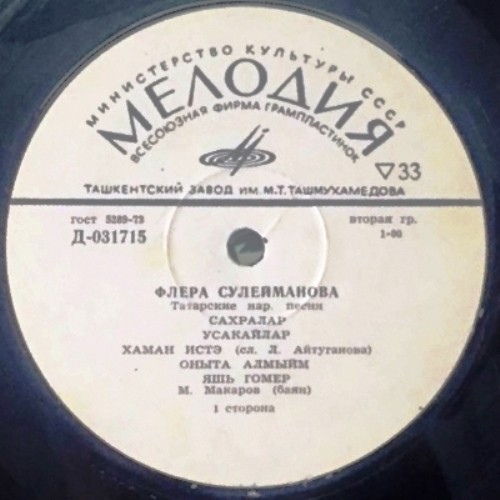 МИНИСТЕРСТВО КУЛЬТУРЫ СССР
МЕЛОДИЯ
ВСЕСОЮЗНАЯ ФИРМА ГРАМПЛАСТИНОК
▽33
ТАШКЕНТСКИЙ ЗАВОД ИМ. М.Т. ТАШМУХАМЕДОВА
гост 5289-73 вторая гр.
Д-031715 1-00
ФЛЕРА СУЛЕЙМАНОВА
Татарские нар. песни
САХРАЛАР
УСАКАЙЛАР
ХАМАН ИСТЭ (сл. Л. Айтуганова)
ОНЫТА АЛМЫЙМ
ЯШЬ ГОМЕР
М. Макаров (баян)
1 сторона